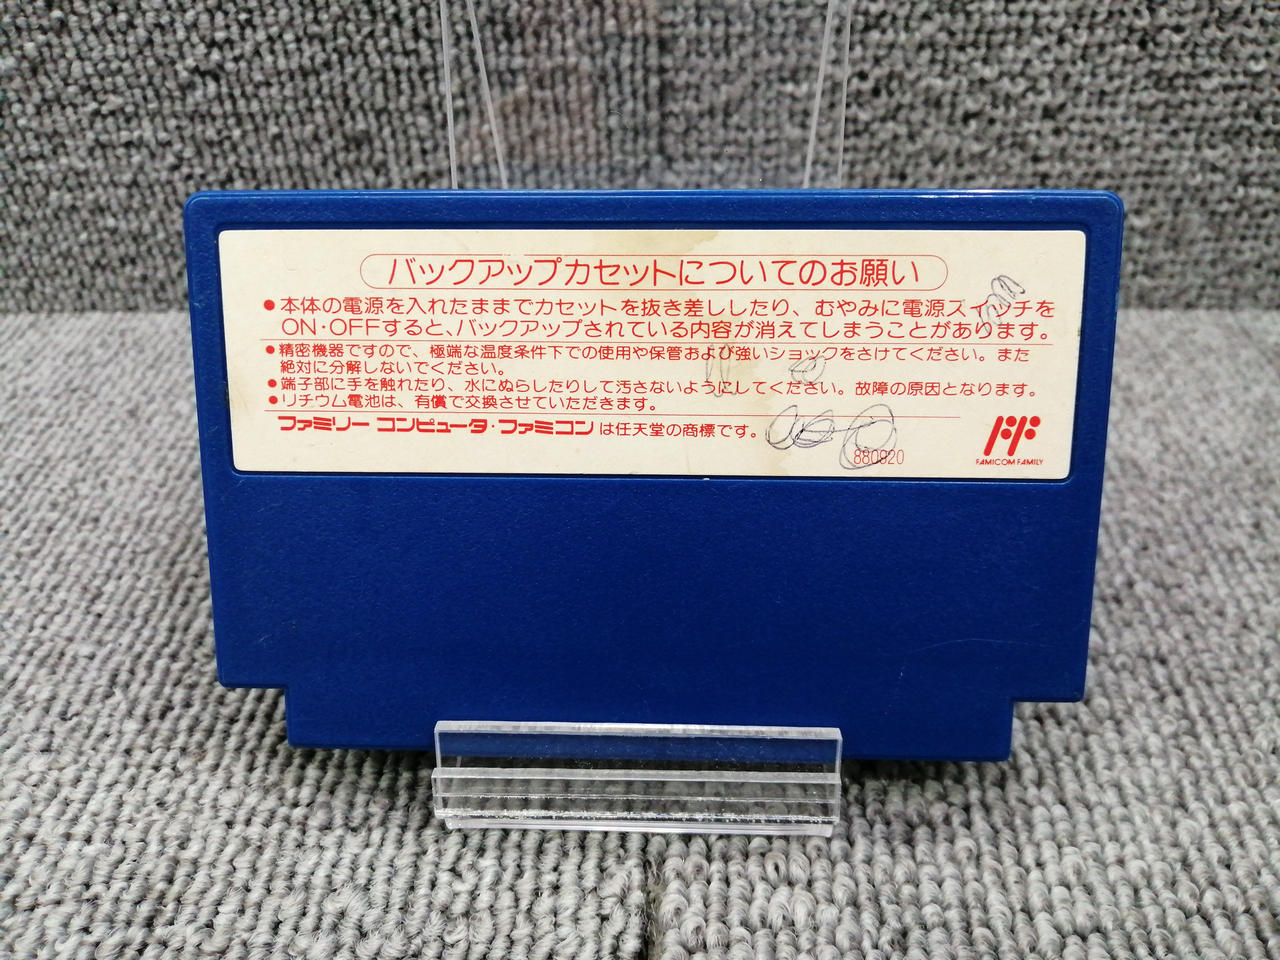 バックアップカセットについてのお願い
●本体の電源を入れたままでカセットを抜き差ししたり、むやみに電源スイッチを
ON・OFFすると、バックアップされている内容が消えてしまうことがあります。
●精密機器ですので、極端な温度条件下での使用や保管および強いショックをさけてください。また
絶対に分解しないでください。
●端子部に手を触れたり、水にぬらしたりして汚さないようにしてください。故障の原因となります。
●リチウム電池は、有償で交換させていただきます。
ファミリー コンピュータ・ファミコンは任天堂の商標です。
880920
FAMICOM FAMILY